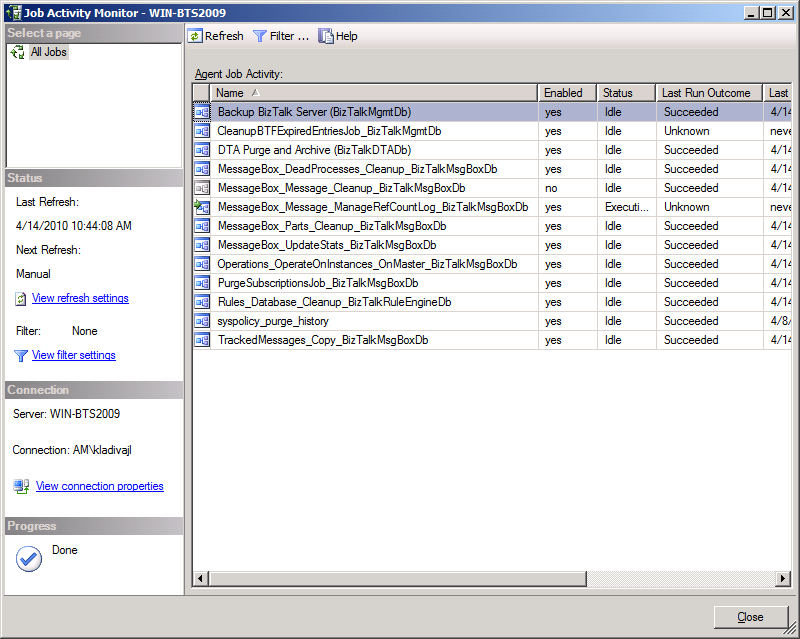 Job Activity Monitor - WIN-BTS2009
Select a page
All Jobs
Status
Last Refresh:
4/14/2010 10:44:08 AM
Next Refresh:
Manual
View refresh settings
Filter: None
View filter settings
Connection
Server: WIN-BTS2009
Connection: AM\kladivajl
View connection properties
Progress
Done
Refresh Filter ... Help
Agent Job Activity:
Name Enabled Status Last Run Outcome Last
Backup BizTalk Server (BizTalkMgmtDb) yes Idle Succeeded 4/14
CleanupBTFExpiredEntriesJob_BizTalkMgmtDb yes Idle Unknown neve
DTA Purge and Archive (BizTalkDTADb) yes Idle Succeeded 4/14
MessageBox_DeadProcesses_Cleanup_BizTalkMsgBoxDb yes Idle Succeeded 4/14
MessageBox_Message_Cleanup_BizTalkMsgBoxDb no Idle Succeeded 4/14
MessageBox_Message_ManageRefCountLog_BizTalkMsgBoxDb yes Executi... Unknown neve
MessageBox_Parts_Cleanup_BizTalkMsgBoxDb yes Idle Succeeded 4/14
MessageBox_UpdateStats_BizTalkMsgBoxDb yes Idle Succeeded 4/14
Operations_OperateOnInstances_OnMaster_BizTalkMsgBoxDb yes Idle Succeeded 4/14
PurgeSubscriptionsJob_BizTalkMsgBoxDb yes Idle Succeeded 4/14
Rules_Database_Cleanup_BizTalkRuleEngineDb yes Idle Succeeded 4/14
syspolicy_purge_history yes Idle Succeeded 4/8/
TrackedMessages_Copy_BizTalkMsgBoxDb yes Idle Succeeded 4/14
Close